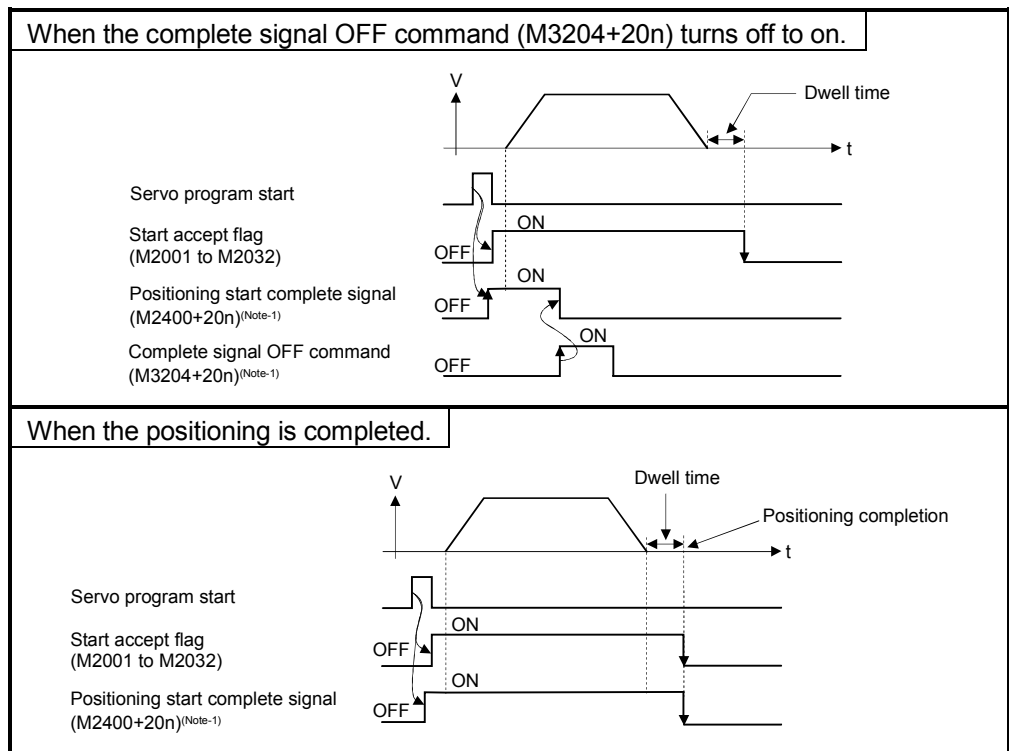 When the complete signal OFF command (M3204+20n) turns off to on.
V
Dwell time
t
Servo program start
Start accept flag
(M2001 to M2032)
OFF
ON
Positioning start complete signal
(M2400+20n)(Note-1)
OFF
ON
Complete signal OFF command
(M3204+20n)(Note-1)
OFF
ON
When the positioning is completed.
V
Dwell time
Positioning completion
t
Servo program start
Start accept flag
(M2001 to M2032)
OFF
ON
Positioning start complete signal
(M2400+20n)(Note-1)
OFF
ON